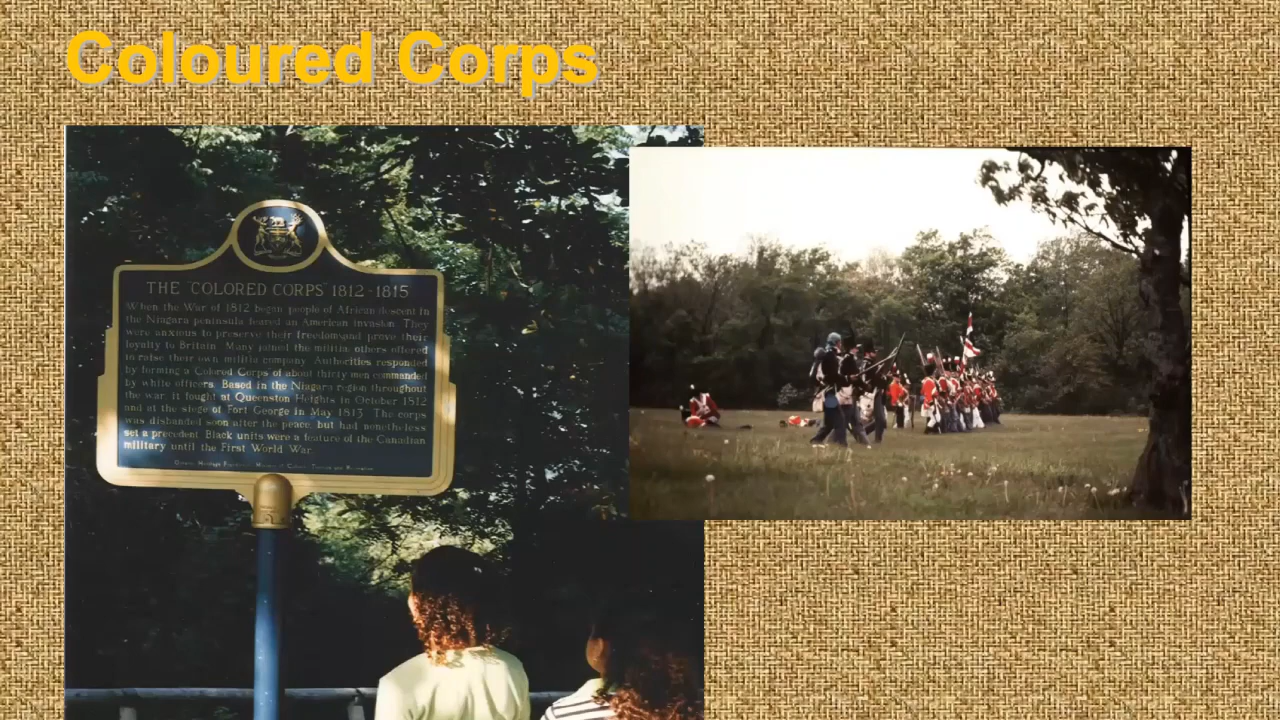 Coloured Corps
THE "COLORED CORPS" 1812-1815
When the War of 1812 began people of African descent in
the Niagara peninsula feared an American invasion. They
were anxious to preserve their freedom and prove their
loyalty to Britain. Many joined the militia; others offered
to raise their own militia company. Authorities responded
by forming a Colored Corps of about thirty men commanded
by white officers. Based in the Niagara region throughout
the war, it fought at Queenston Heights in October 1812
and at the siege of Fort George in May 1813. The corps
was disbanded soon after the peace, but had nonetheless
set a precedent. Black units were a feature of the Canadian
military until the First World War.